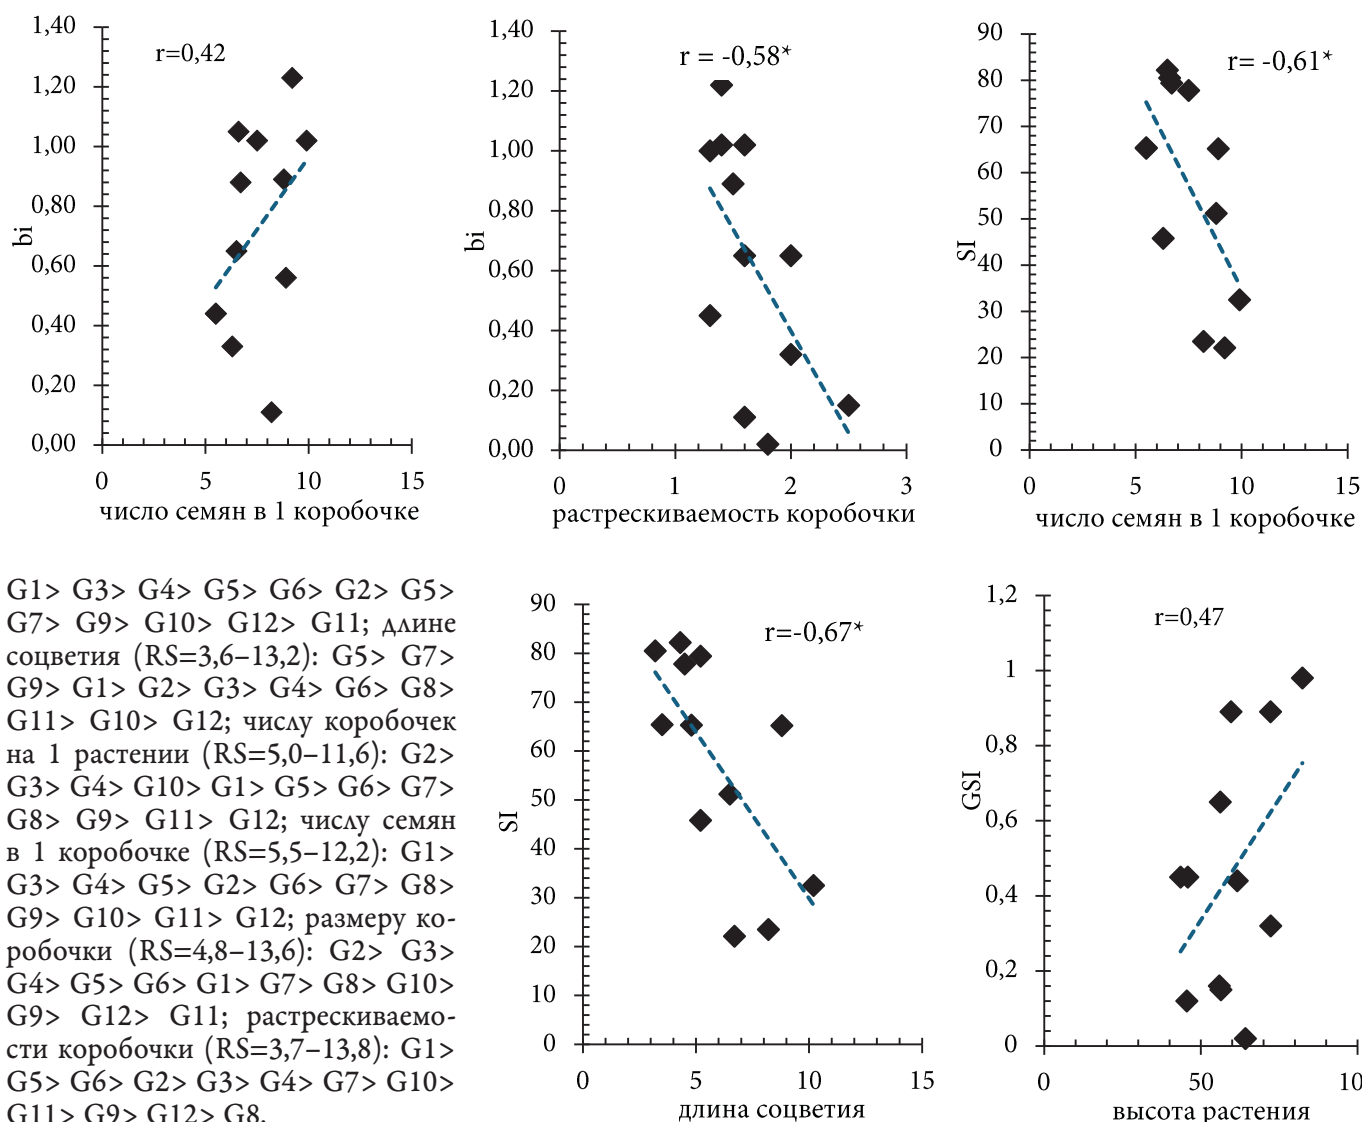 1,40
1,20
1,00
0,80
0,60
0,40
0,20
0,00
bi
r=0,42
0 5 10 15
число семян в 1 коробочке
1,40
1,20
1,00
0,80
0,60
0,40
0,20
0,00
bi
r = -0,58*
0 1 2 3
растрескиваемость коробочки
90
80
70
60
50
40
30
20
10
0
SI
r= -0,61*
0 5 10 15
число семян в 1 коробочке
G1> G3> G4> G5> G6> G2> G5>
G7> G9> G10> G12> G11; длине
соцветия (RS=3,6–13,2): G5> G7>
G9> G1> G2> G3> G4> G6> G8>
G11> G10> G12; числу коробочек
на 1 растении (RS=5,0–11,6): G2>
G3> G4> G10> G1> G5> G6> G7>
G8> G9> G11> G12; числу семян
в 1 коробочке (RS=5,5–12,2): G1>
G3> G4> G5> G2> G6> G7> G8>
G9> G10> G11> G12; размеру ко-
робочки (RS=4,8–13,6): G2> G3>
G4> G5> G6> G1> G7> G8> G10>
G9> G12> G11; растрескиваемо-
сти коробочки (RS=3,7–13,8): G1>
G5> G6> G2> G3> G4> G7> G10>
G11> G9> G12> G8.
90
80
70
60
50
40
30
20
10
0
SI
r=-0,67*
0 5 10 15
длина соцветия
1,2
1
0,8
0,6
0,4
0,2
0
GSI
r=0,47
0 50 10
высота растения